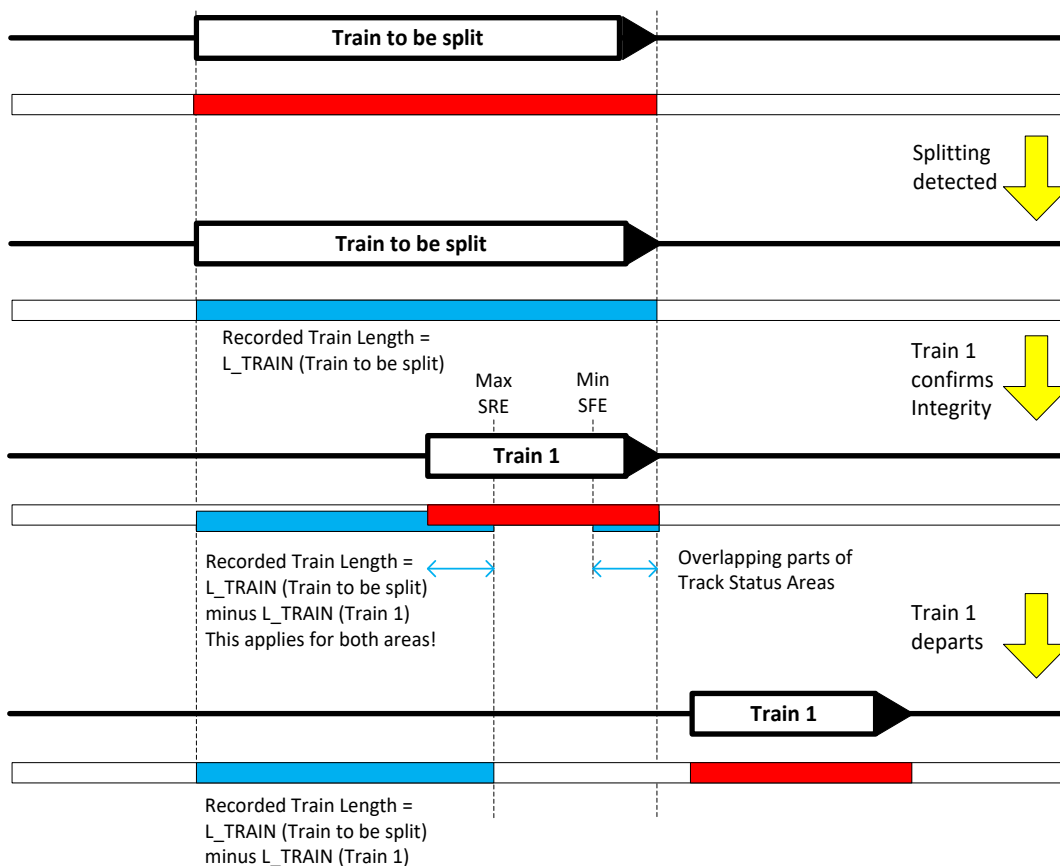 Train to be split
Splitting
detected
Train to be split
Recorded Train Length =
L_TRAIN (Train to be split)
Train 1
confirms
Integrity
Max
SRE
Min
SFE
Train 1
Recorded Train Length =
L_TRAIN (Train to be split)
minus L_TRAIN (Train 1)
This applies for both areas!
Overlapping parts of
Track Status Areas
Train 1
departs
Train 1
Recorded Train Length =
L_TRAIN (Train to be split)
minus L_TRAIN (Train 1)